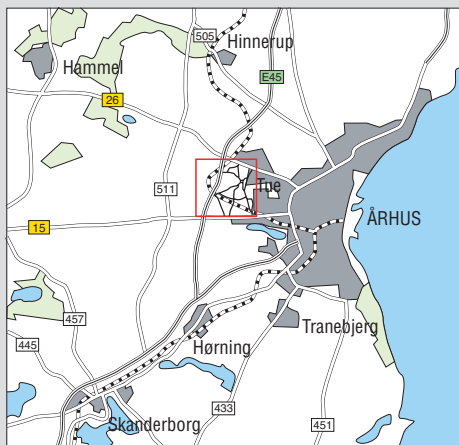 505
Hinnerup
Hammel
E45
26
Tue
511
ÅRHUS
15
457
Tranebjerg
445
Hørning
433
Skanderborg
451